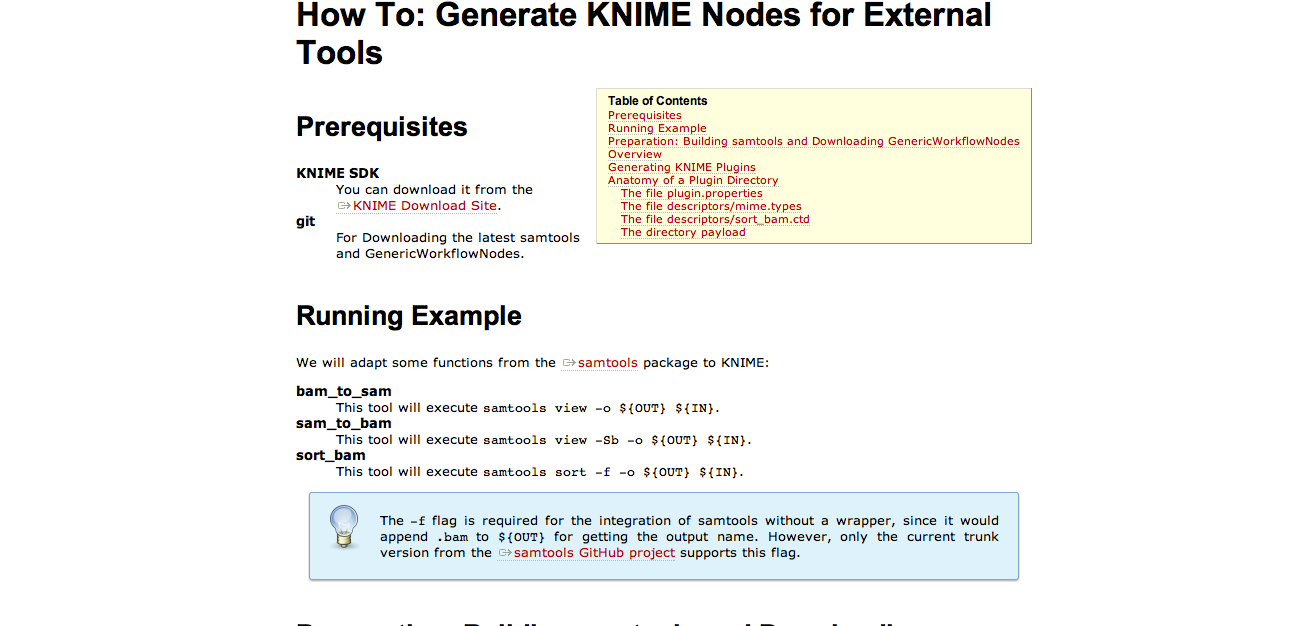 How To: Generate KNIME Nodes for External
Tools
Table of Contents
Prerequisites
Running Example
Preparation: Building samtools and Downloading GenericWorkflowNodes
Overview
Generating KNIME Plugins
Anatomy of a Plugin Directory
The file plugin.properties
The file descriptors/mime.types
The file descriptors/sort_bam.ctd
The directory payload
Prerequisites
KNIME SDK
You can download it from the
KNIME Download Site.
git
For Downloading the latest samtools
and GenericWorkflowNodes.
Running Example
We will adapt some functions from the samtools package to KNIME:
bam_to_sam
This tool will execute samtools view -o ${OUT} ${IN}.
sam_to_bam
This tool will execute samtools view -Sb -o ${OUT} ${IN}.
sort_bam
This tool will execute samtools sort -f -o ${OUT} ${IN}.
The -f flag is required for the integration of samtools without a wrapper, since it would
append .bam to ${OUT} for getting the output name. However, only the current trunk
version from the samtools GitHub project supports this flag.